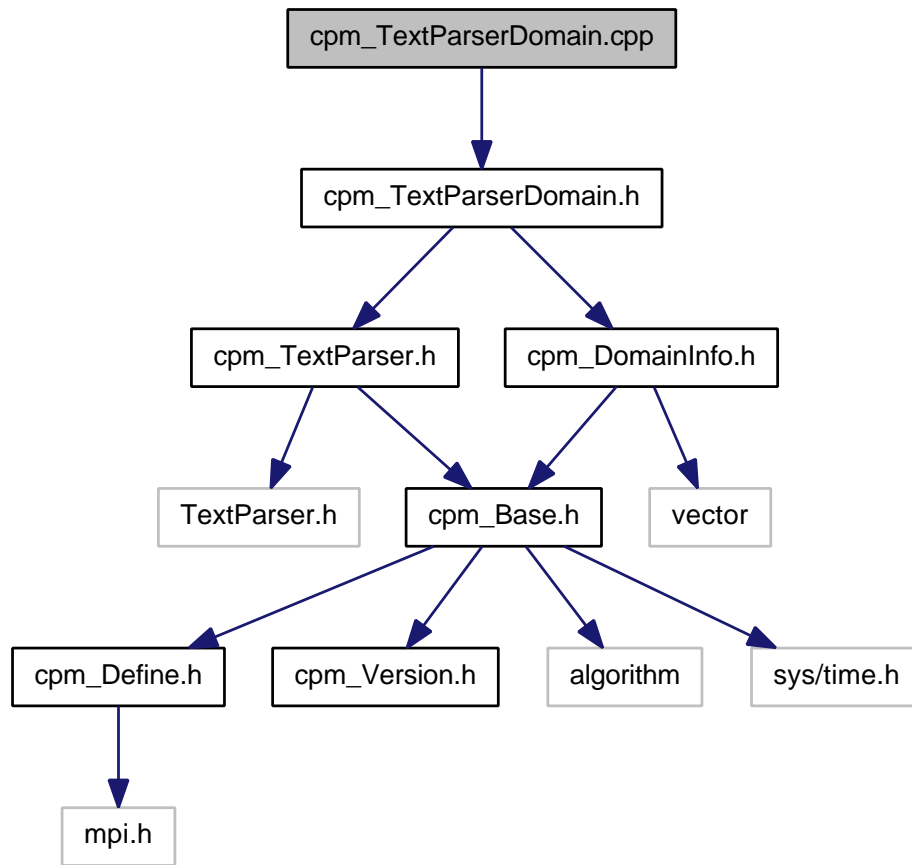 cpm_TextParserDomain.cpp
cpm_TextParserDomain.h
cpm_TextParser.h
cpm_DomainInfo.h
TextParser.h
cpm_Base.h
vector
cpm_Define.h
cpm_Version.h
algorithm
sys/time.h
mpi.h